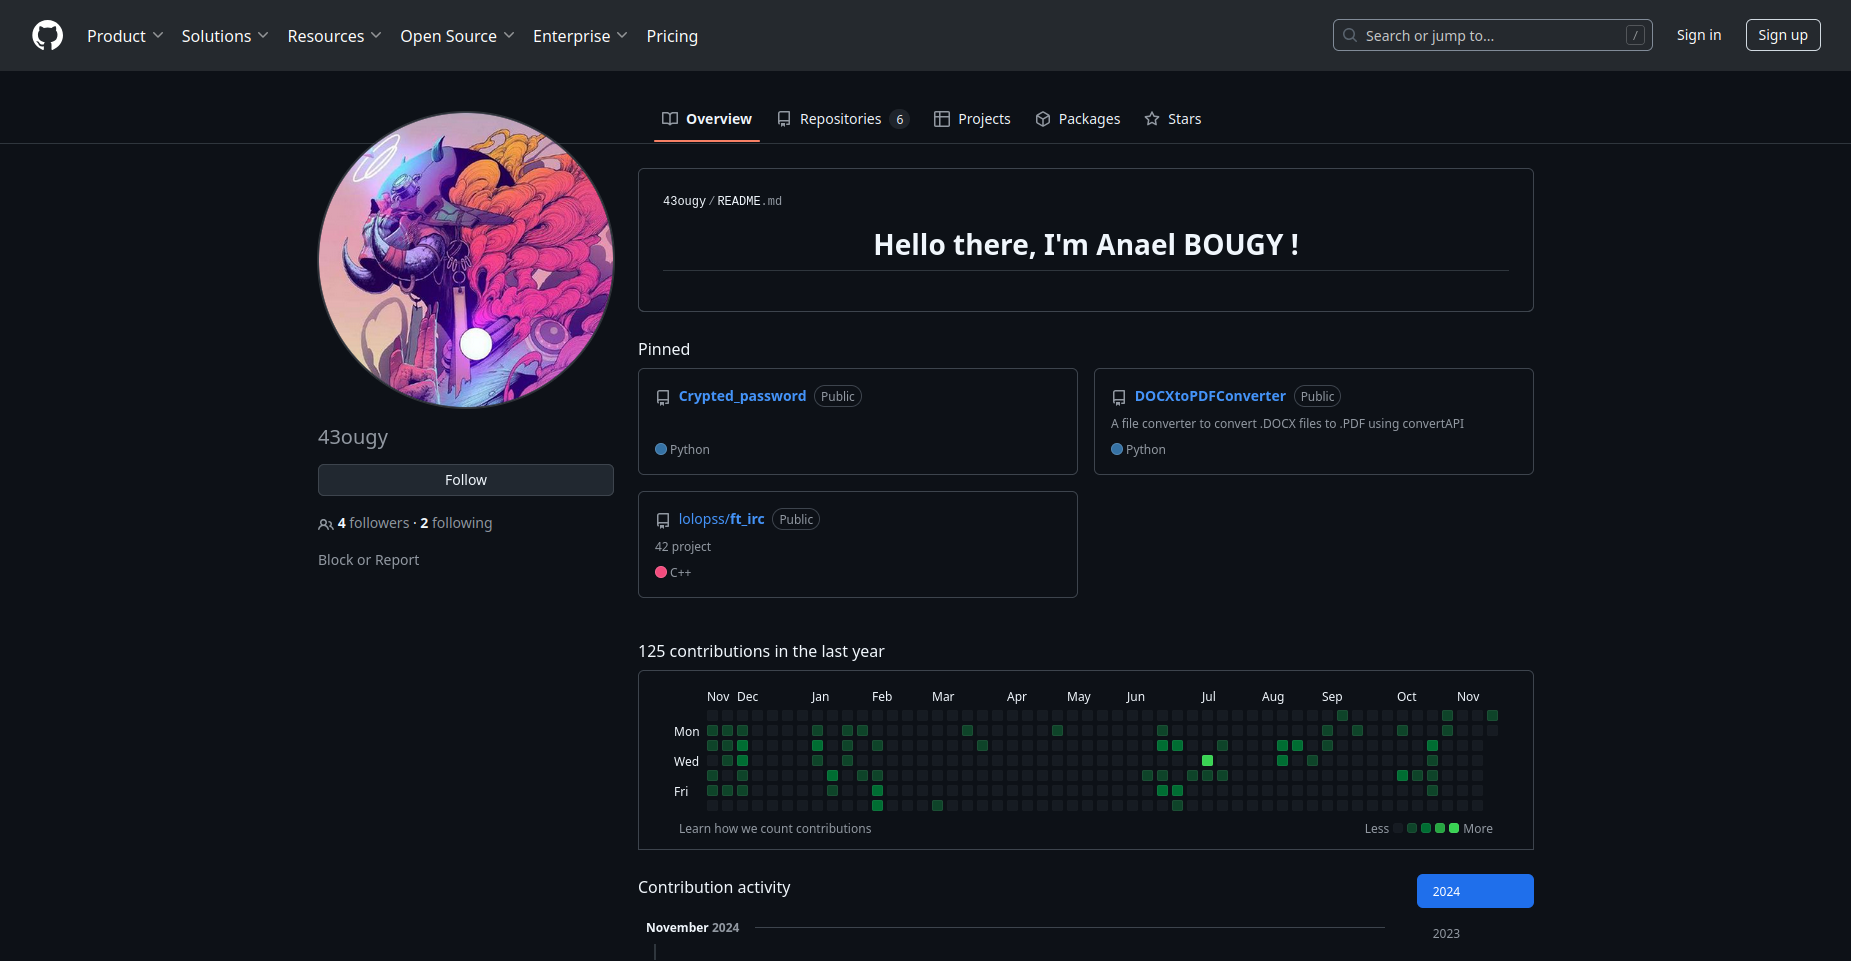 Product Solutions Resources Open Source Enterprise Pricing Search or jump to... / Sign in Sign up
Overview Repositories 6 Projects Packages Stars
43ougy
Follow
4 followers · 2 following
Block or Report
43ougy/README.md
Hello there, I'm Anael BOUGY !
Pinned
Crypted_password Public
Python
DOCXtoPDFConverter Public
A file converter to convert .DOCX files to .PDF using convertAPI
Python
lolopss/ft_irc Public
42 project
C++
125 contributions in the last year
Nov Dec Jan Feb Mar Apr May Jun Jul Aug Sep Oct Nov
Mon
Wed
Fri
Learn how we count contributions Less More
Contribution activity
2024
2023
November 2024